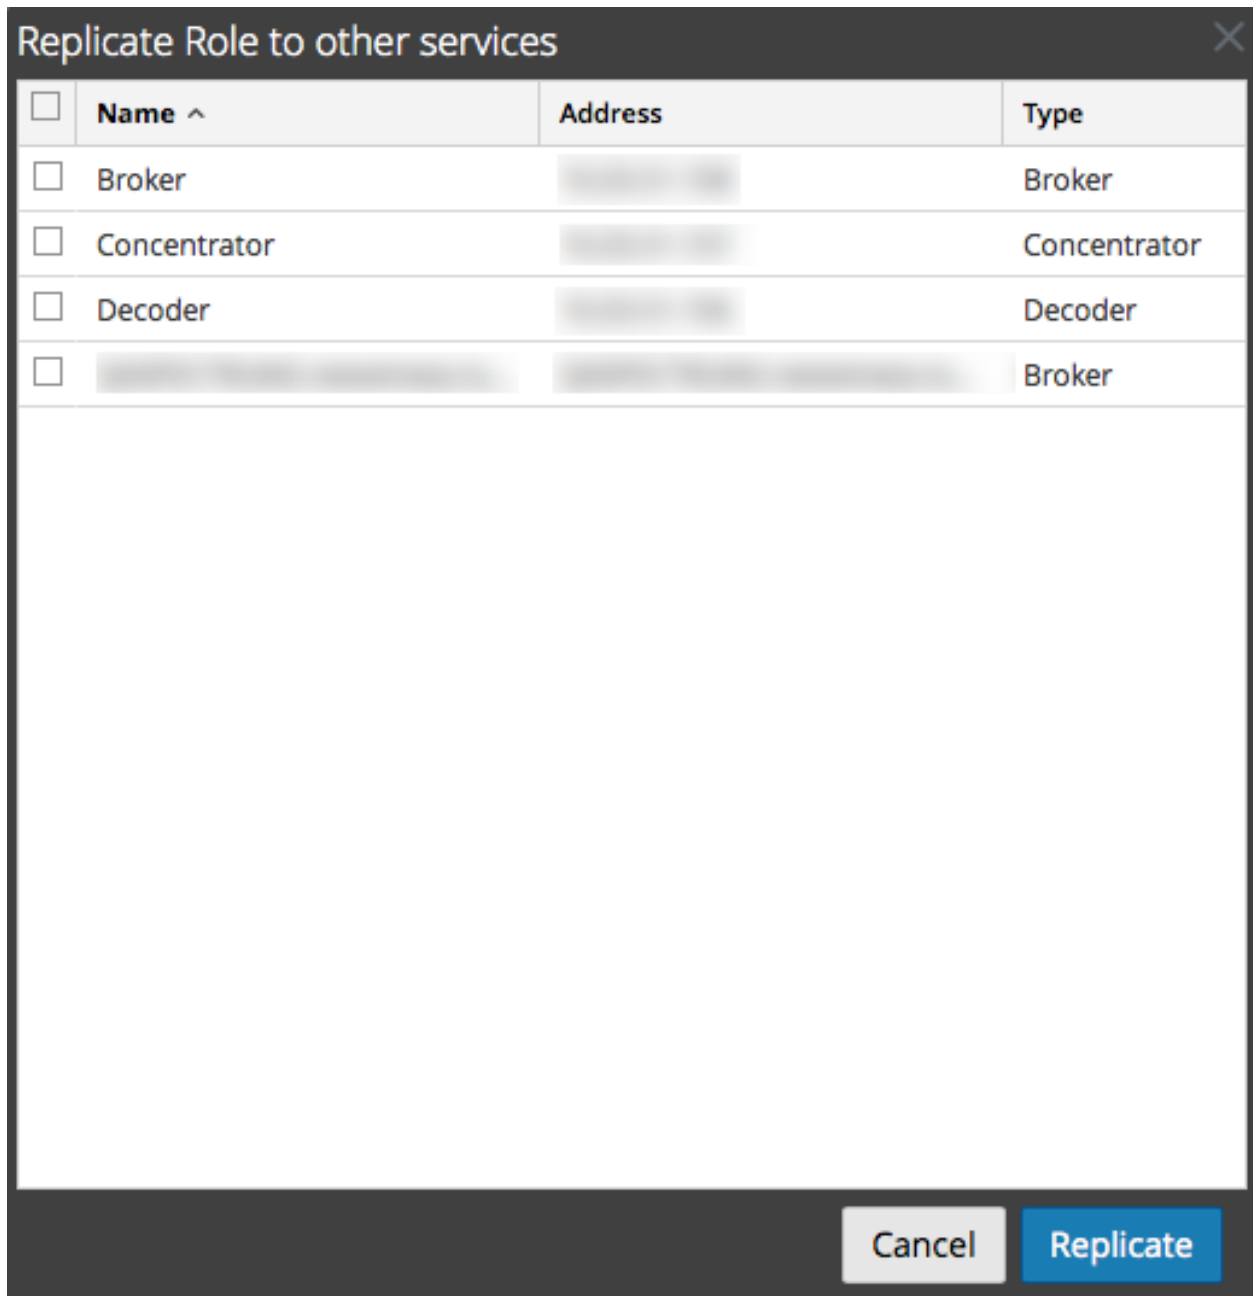 Replicate Role to other services
Name Address Type
Broker Broker
Concentrator Concentrator
Decoder Decoder
Broker
Cancel Replicate